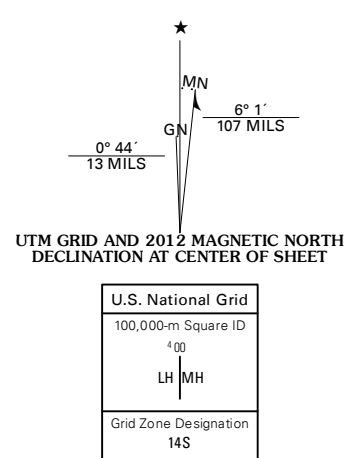 ★
MN
6° 1´
107 MILS
GN
0° 44´
13 MILS
UTM GRID AND 2012 MAGNETIC NORTH
DECLINATION AT CENTER OF SHEET
U.S. National Grid
100,000-m Square ID
⁴00
LH MH
Grid Zone Designation
14S